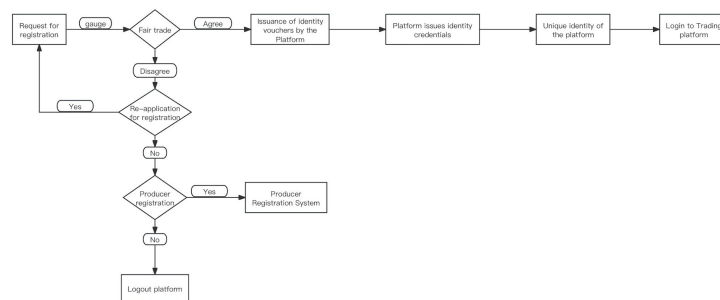 Request for
registration
gauge
Fair trade
Agree
Issuance of identity
vouchers by the
Platform
Platform issues identity
credentials
Unique identity of
the platform
Login to Trading
platform
Disagree
Yes
Re-application
for registration
No
Producer
registration
Yes
Producer
Registration System
No
Logout platform